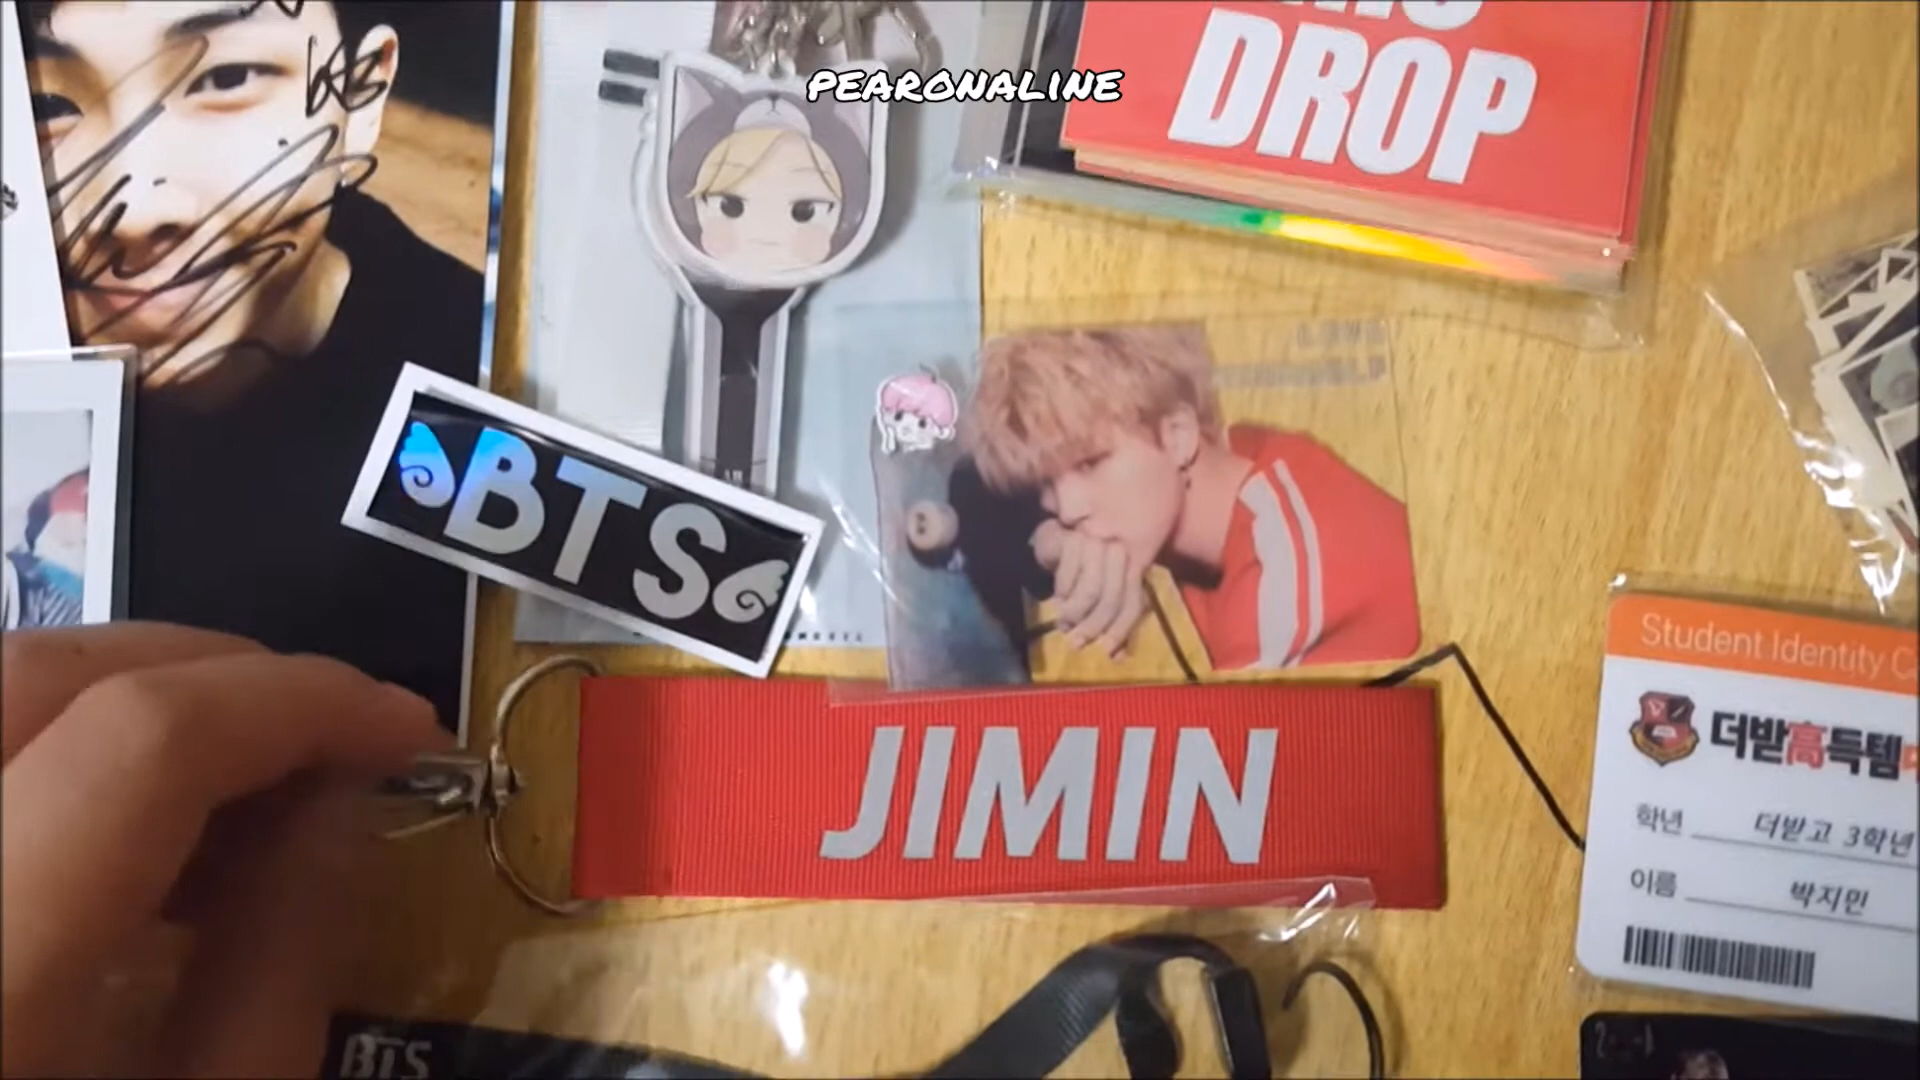 PEARONALINE
DROP
BTS
JIMIN
Student Identity C
더받高득템
학년 더받고 3학년
이름 박지민
BTS